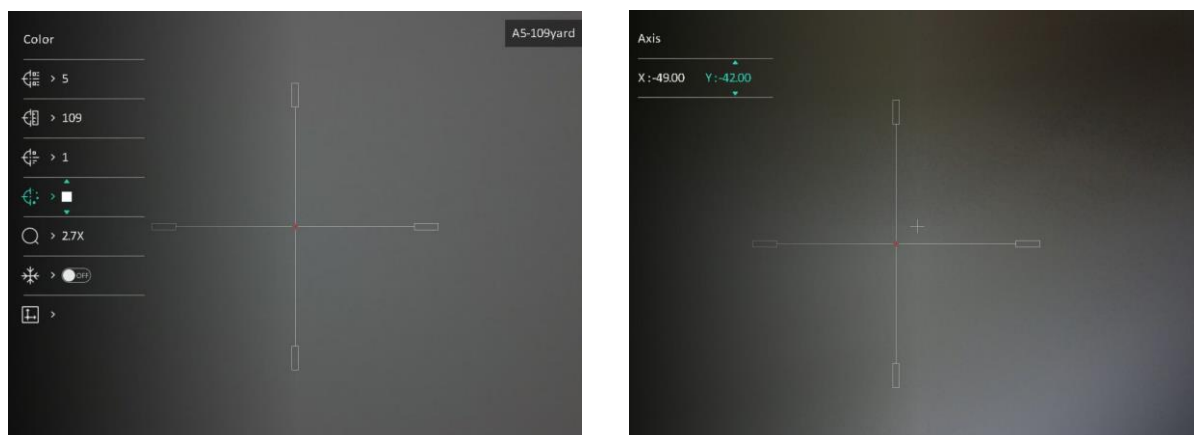 Color
A5-109yard
> 5
> 109
> 1
>
> 2.7X
> OFF
>
Axis
X :-49.00 Y :-42.00